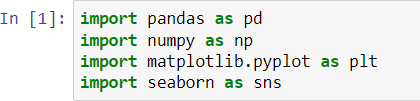 In [1]: import pandas as pd
import numpy as np
import matplotlib.pyplot as plt
import seaborn as sns